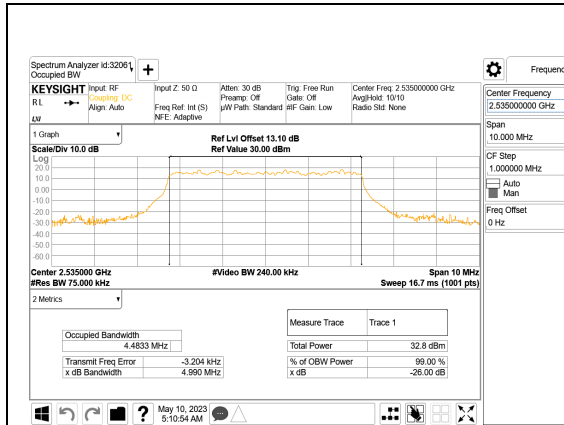 Spectrum Analyzer id:32061
Occupied BW
Frequenc
KEYSIGHT
RL
LXI
Input: RF
Coupling: DC
Align: Auto
Input Z: 50 Ω
Freq Ref: Int (S)
NFE: Adaptive
Atten: 30 dB
Preamp: Off
µW Path: Standard
Trig: Free Run
Gate: Off
#IF Gain: Low
Center Freq: 2.535000000 GHz
Avg|Hold: 10/10
Radio Std: None
Center Frequency
2.535000000 GHz
Span
10.000 MHz
CF Step
1.000000 MHz
Auto
Man
Freq Offset
0 Hz
1 Graph
Scale/Div 10.0 dB
Ref Lvl Offset 13.10 dB
Ref Value 30.00 dBm
Log
20.0
10.0
0.00
-10.0
-20.0
-30.0
-40.0
-50.0
-60.0
Center 2.535000 GHz
#Res BW 75.000 kHz
#Video BW 240.00 kHz
Span 10 MHz
Sweep 16.7 ms (1001 pts)
2 Metrics
Occupied Bandwidth
4.4833 MHz
Transmit Freq Error -3.204 kHz
x dB Bandwidth 4.990 MHz
Measure Trace Trace 1
Total Power 32.8 dBm
% of OBW Power 99.00 %
x dB -26.00 dB
?
May 10, 2023
5:10:54 AM